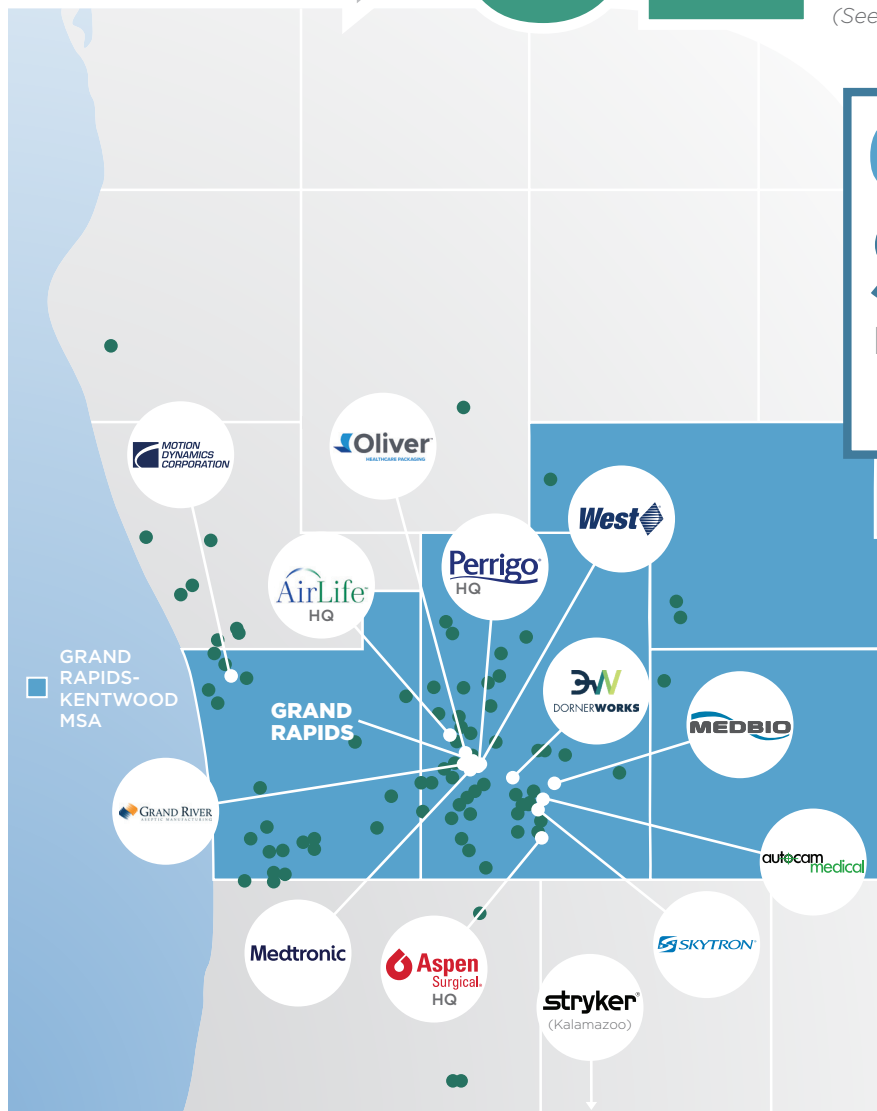 (See
MOTION
DYNAMICS
CORPORATION
Oliver
HEALTHCARE PACKAGING
West
AirLife
HQ
Perrigo
HQ
GRAND
RAPIDS-
KENTWOOD
MSA
GRAND
RAPIDS
DORNERWORKS
MEDBIO
GRAND RIVER
ASEPTIC MANUFACTURING
autocam
medical
Medtronic
Aspen
Surgical
HQ
SKYTRON
stryker
(Kalamazoo)